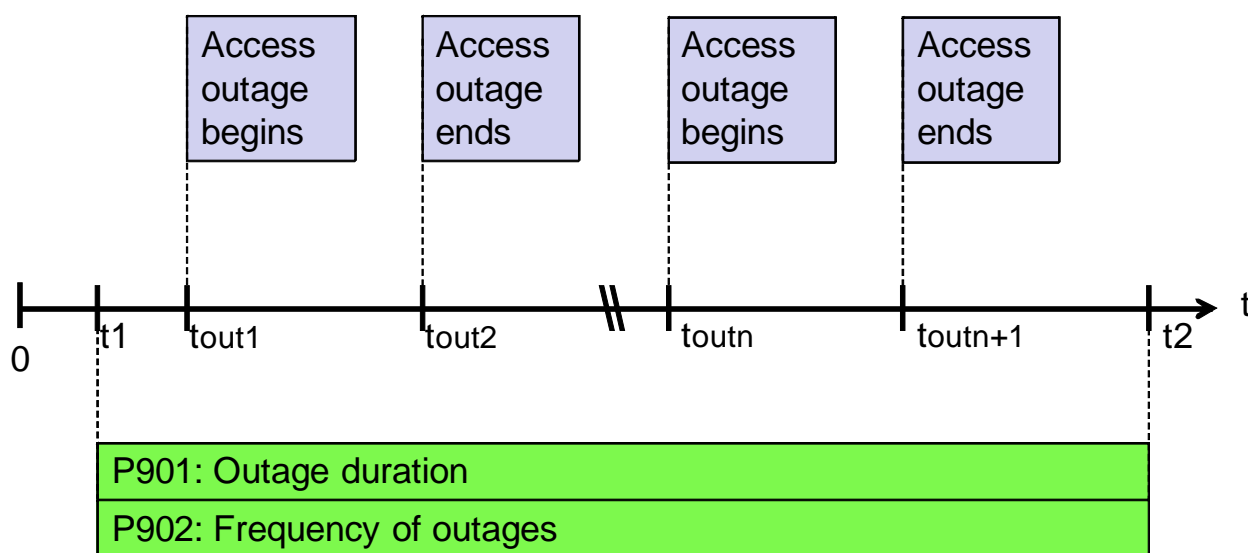 Access
outage
begins
Access
outage
ends
Access
outage
begins
Access
outage
ends
t
0
t1
tout1
tout2
toutn
toutn+1
t2
P901: Outage duration
P902: Frequency of outages